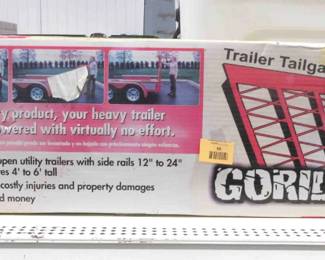 Trailer Tailga
y product, your heavy trailer
owered with virtually no effort.
open utility trailers with side rails 12" to 24"
es 4' to 6' tall
costly injuries and property damages
d money
GORIL